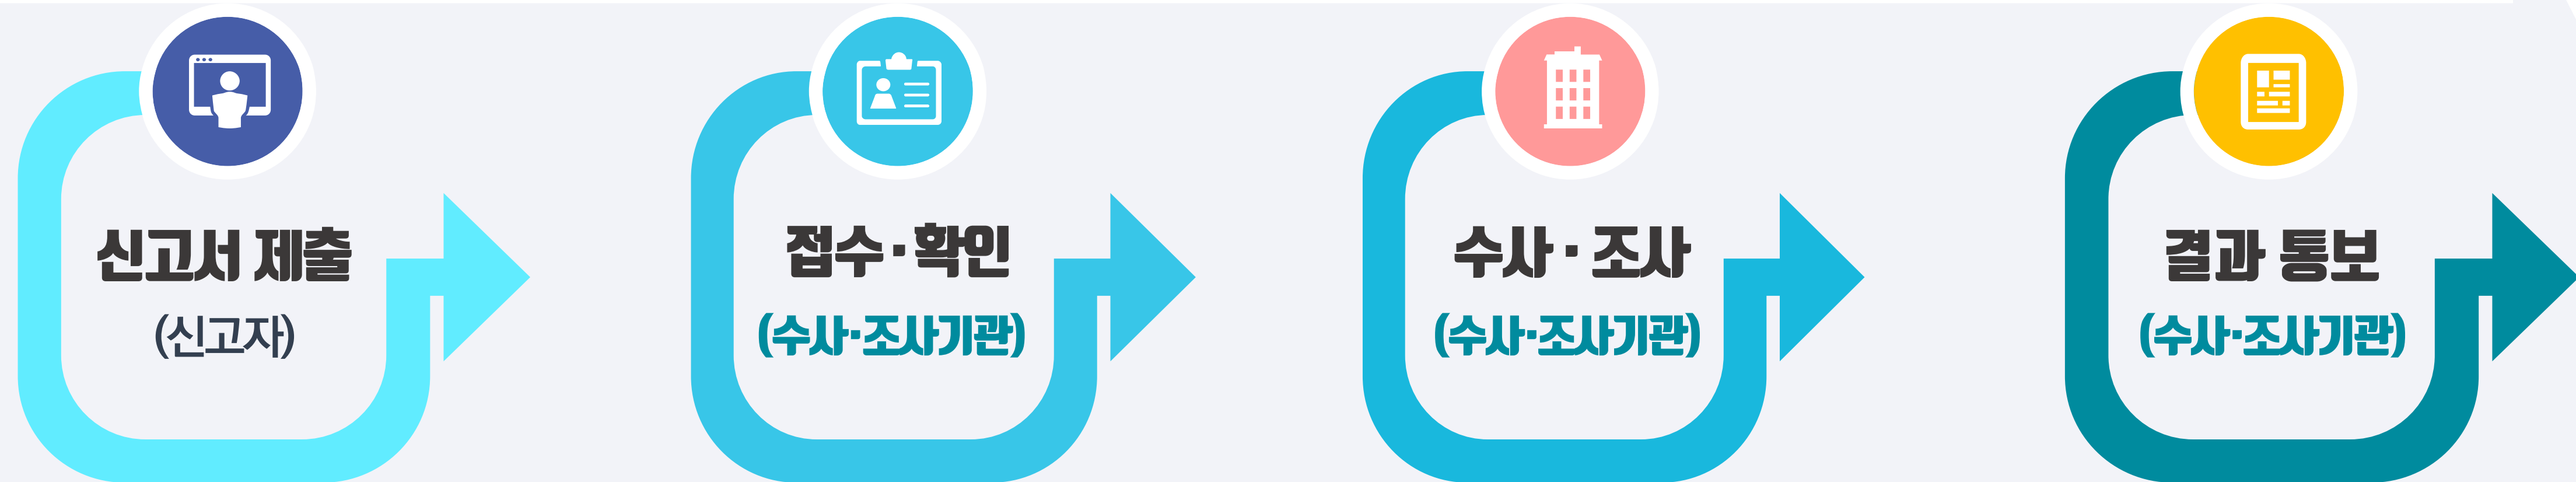 신고서 제출
(신고자)
접수·확인
(수사·조사기관)
수사 · 조사
(수사·조사기관)
결과 통보
(수사·조사기관)